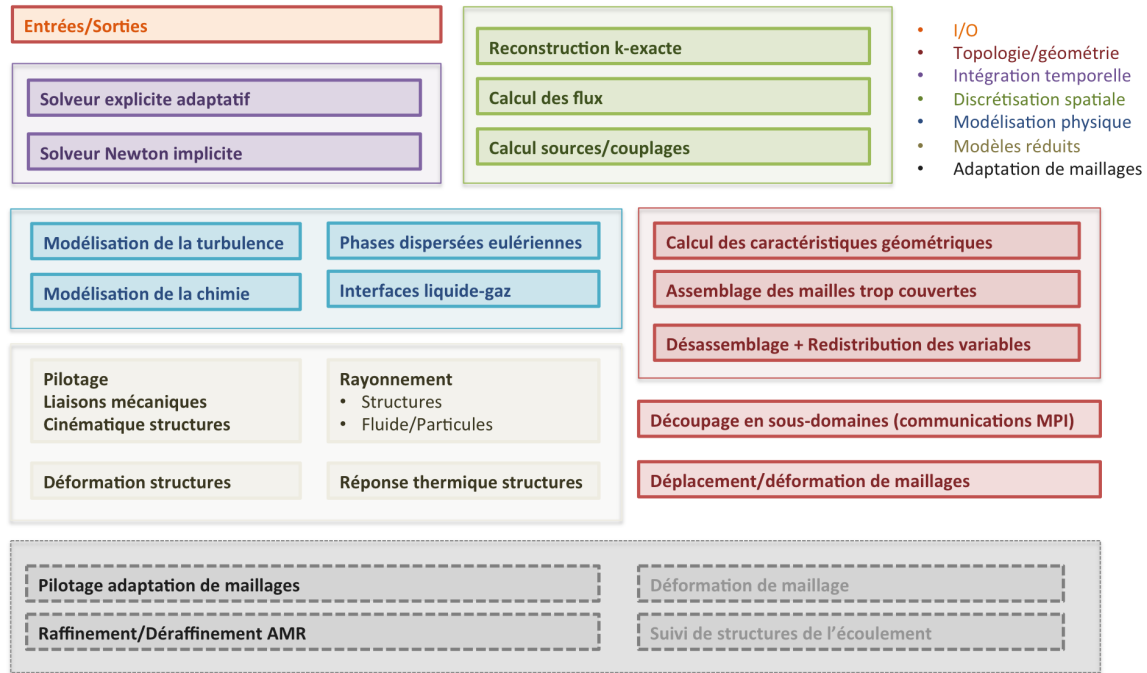 Entrées/Sorties
Solveur explicite adaptatif
Solveur Newton implicite
Reconstruction k-exacte
Calcul des flux
Calcul sources/couplages
• I/O
• Topologie/géométrie
• Intégration temporelle
• Discrétisation spatiale
• Modélisation physique
• Modèles réduits
• Adaptation de maillages
Modélisation de la turbulence
Phases dispersées eulériennes
Modélisation de la chimie
Interfaces liquide-gaz
Calcul des caractéristiques géométriques
Assemblage des mailles trop couvertes
Désassemblage + Redistribution des variables
Pilotage
Liaisons mécaniques
Cinématique structures
Rayonnement
• Structures
• Fluide/Particules
Déformation structures
Réponse thermique structures
Découpage en sous-domaines (communications MPI)
Déplacement/déformation de maillages
Pilotage adaptation de maillages
Déformation de maillage
Raffinement/Déraffinement AMR
Suivi de structures de l'écoulement